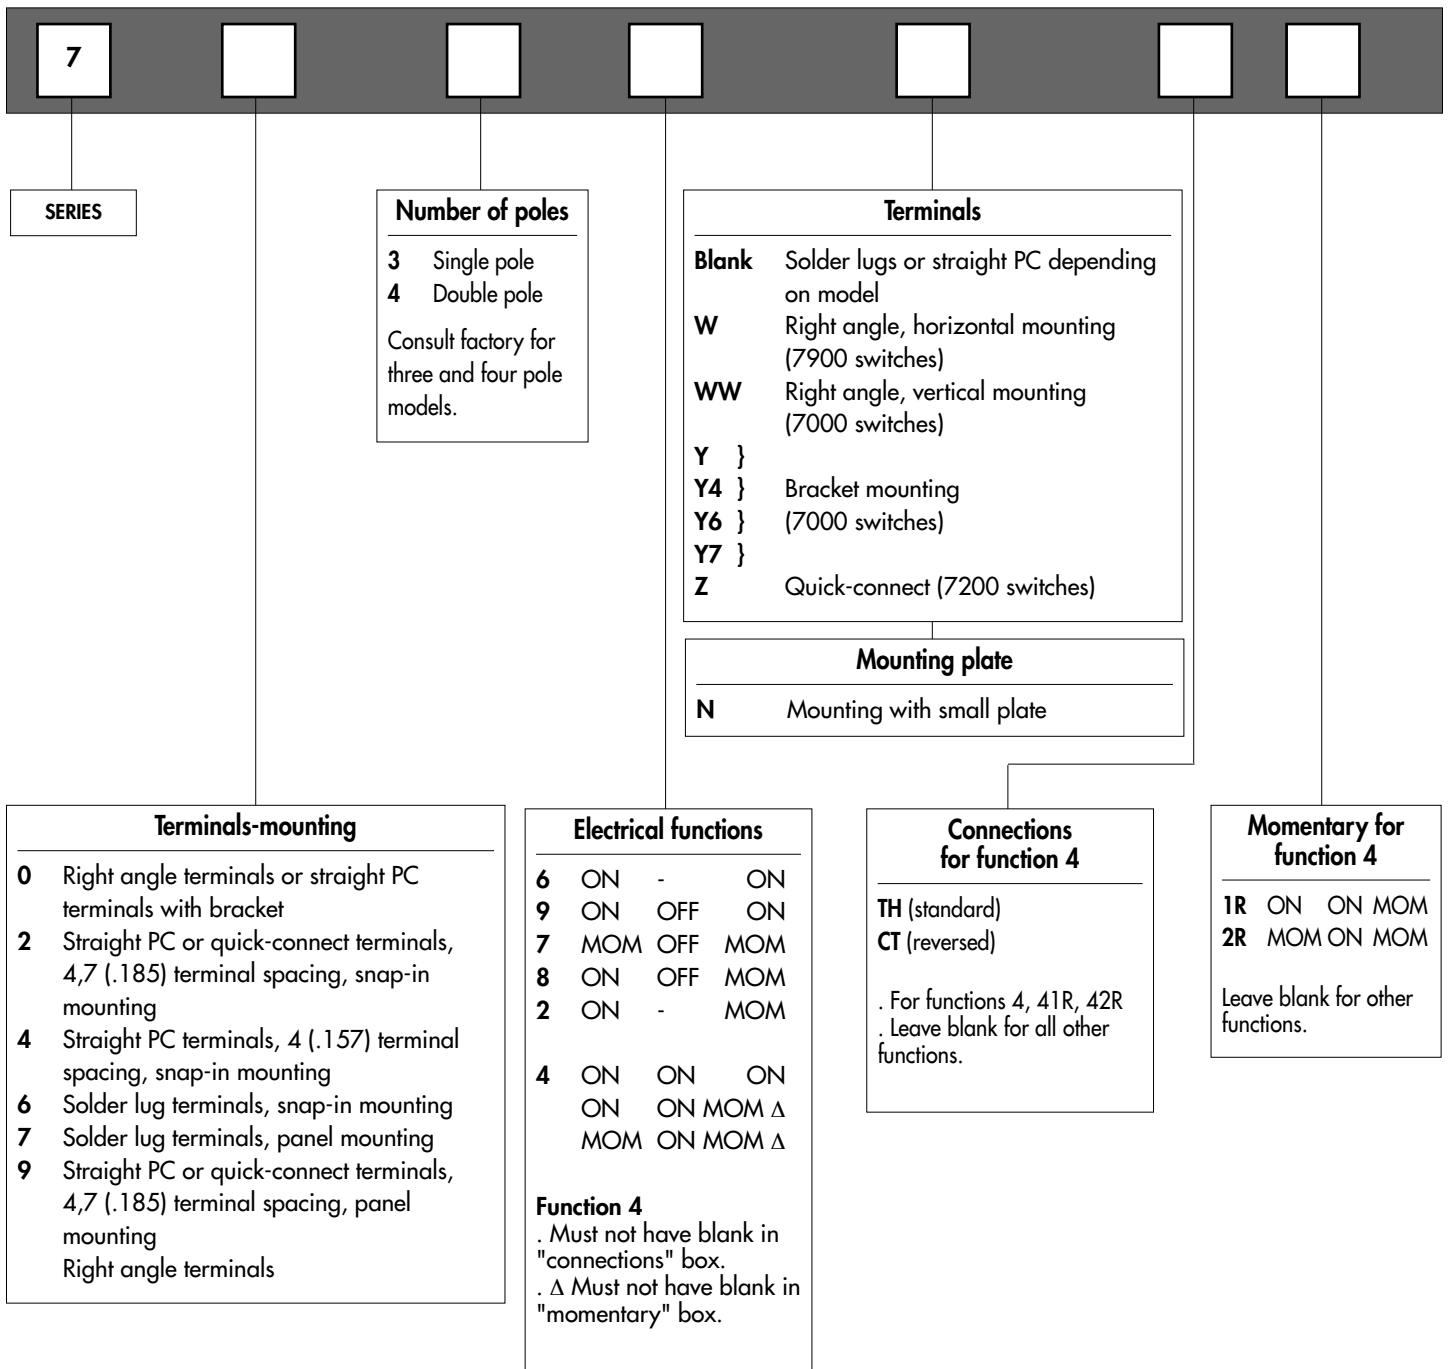 7
SERIES
Number of poles
3 Single pole
4 Double pole
Consult factory for
three and four pole
models.
Terminals
Blank Solder lugs or straight PC depending
on model
W Right angle, horizontal mounting
(7900 switches)
WW Right angle, vertical mounting
(7000 switches)
Y }
Y4 } Bracket mounting
Y6 } (7000 switches)
Y7 }
Z Quick-connect (7200 switches)
Mounting plate
N Mounting with small plate
Terminals-mounting
0 Right angle terminals or straight PC
terminals with bracket
2 Straight PC or quick-connect terminals,
4,7 (.185) terminal spacing, snap-in
mounting
4 Straight PC terminals, 4 (.157) terminal
spacing, snap-in mounting
6 Solder lug terminals, snap-in mounting
7 Solder lug terminals, panel mounting
9 Straight PC or quick-connect terminals,
4,7 (.185) terminal spacing, panel
mounting
Right angle terminals
Electrical functions
6 ON - ON
9 ON OFF ON
7 MOM OFF MOM
8 ON OFF MOM
2 ON - MOM
4 ON ON ON
ON ON MOM Δ
MOM ON MOM Δ
Function 4
. Must not have blank in
"connections" box.
. Δ Must not have blank in
"momentary" box.
Connections
for function 4
TH (standard)
CT (reversed)
. For functions 4, 41R, 42R
. Leave blank for all other
functions.
Momentary for
function 4
1R ON ON MOM
2R MOM ON MOM
Leave blank for other
functions.